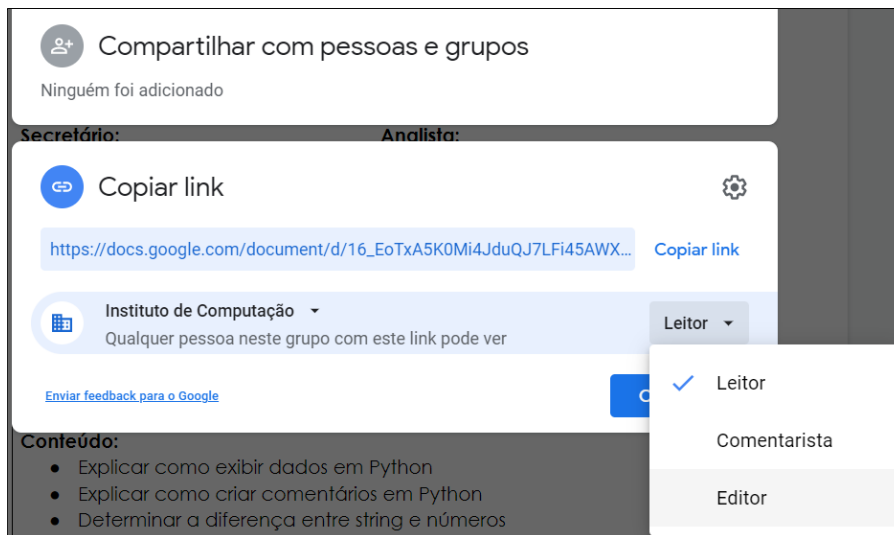 Compartilhar com pessoas e grupos
Ninguém foi adicionado
Secretário: Analista:
Copiar link
https://docs.google.com/document/d/16_EoTxA5K0Mi4JduQJ7LFi45AWX... Copiar link
Instituto de Computação
Leitor
Qualquer pessoa neste grupo com este link pode ver
Leitor
Enviar feedback para o Google
Comentarista
Conteúdo:
Explicar como exibir dados em Python
Explicar como criar comentários em Python
Editor
Determinar a diferença entre string e números